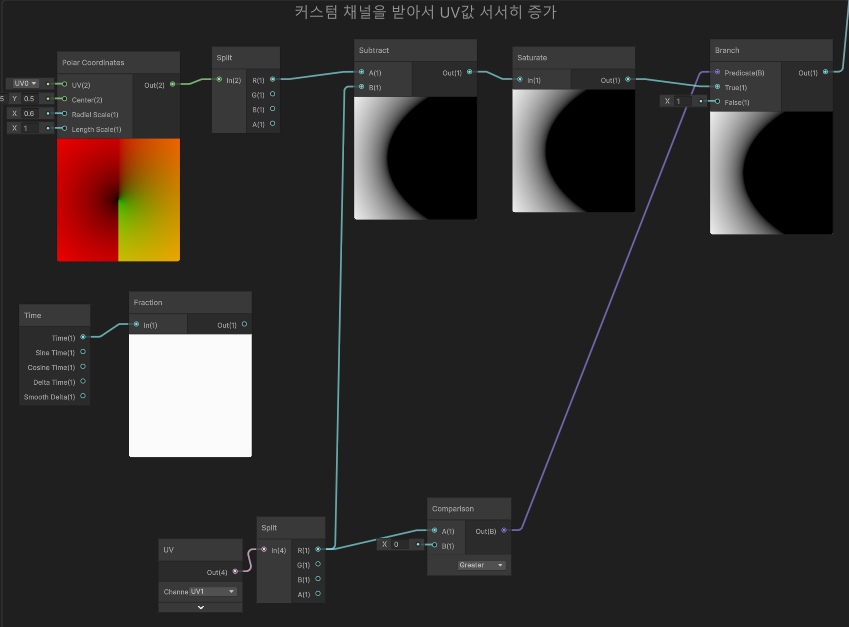 커스텀 채널을 받아서 UV값 서서히 증가
Polar Coordinates
UV0
UV(2)
Out(2)
5 Y 0.5
Center(2)
X 0.6
Radial Scale(1)
X 1
Length Scale(1)
Split
In(2)
R(1)
G(1)
B(1)
A(1)
Subtract
A(1)
Out(1)
B(1)
Saturate
In(1)
Out(1)
Branch
Predicate(B)
Out(1)
True(1)
X 1
False(1)
Time
Time(1)
Sine Time(1)
Cosine Time(1)
Delta Time(1)
Smooth Delta(1)
Fraction
In(1)
Out(1)
UV
Out(4)
Channe UV1
Split
In(4)
R(1)
G(1)
B(1)
A(1)
Comparison
A(1)
Out(B)
X 0
B(1)
Greater